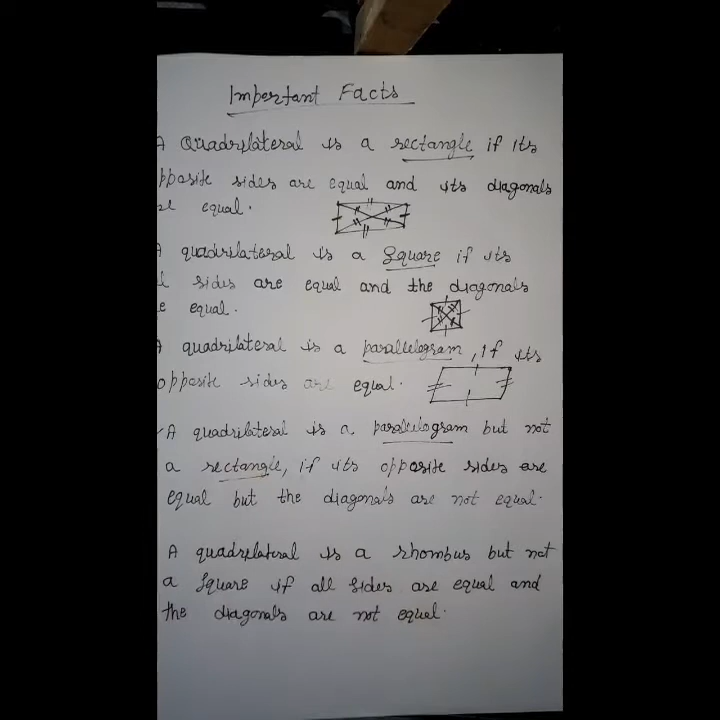 Important Facts
A Quadrilateral is a rectangle if its
pposite sides are equal and its diagonals
re equal.
A quadrilateral is a Square if its
l sides are equal and the diagonals
e equal.
A quadrilateral is a parallelogram, if its
opposite sides are equal.
A quadrilateral is a parallelogram but not
a rectangle, if its opposite sides are
equal but the diagonals are not equal.
A quadrilateral is a rhombus but not
a Square if all sides are equal and
the diagonals are not equal.